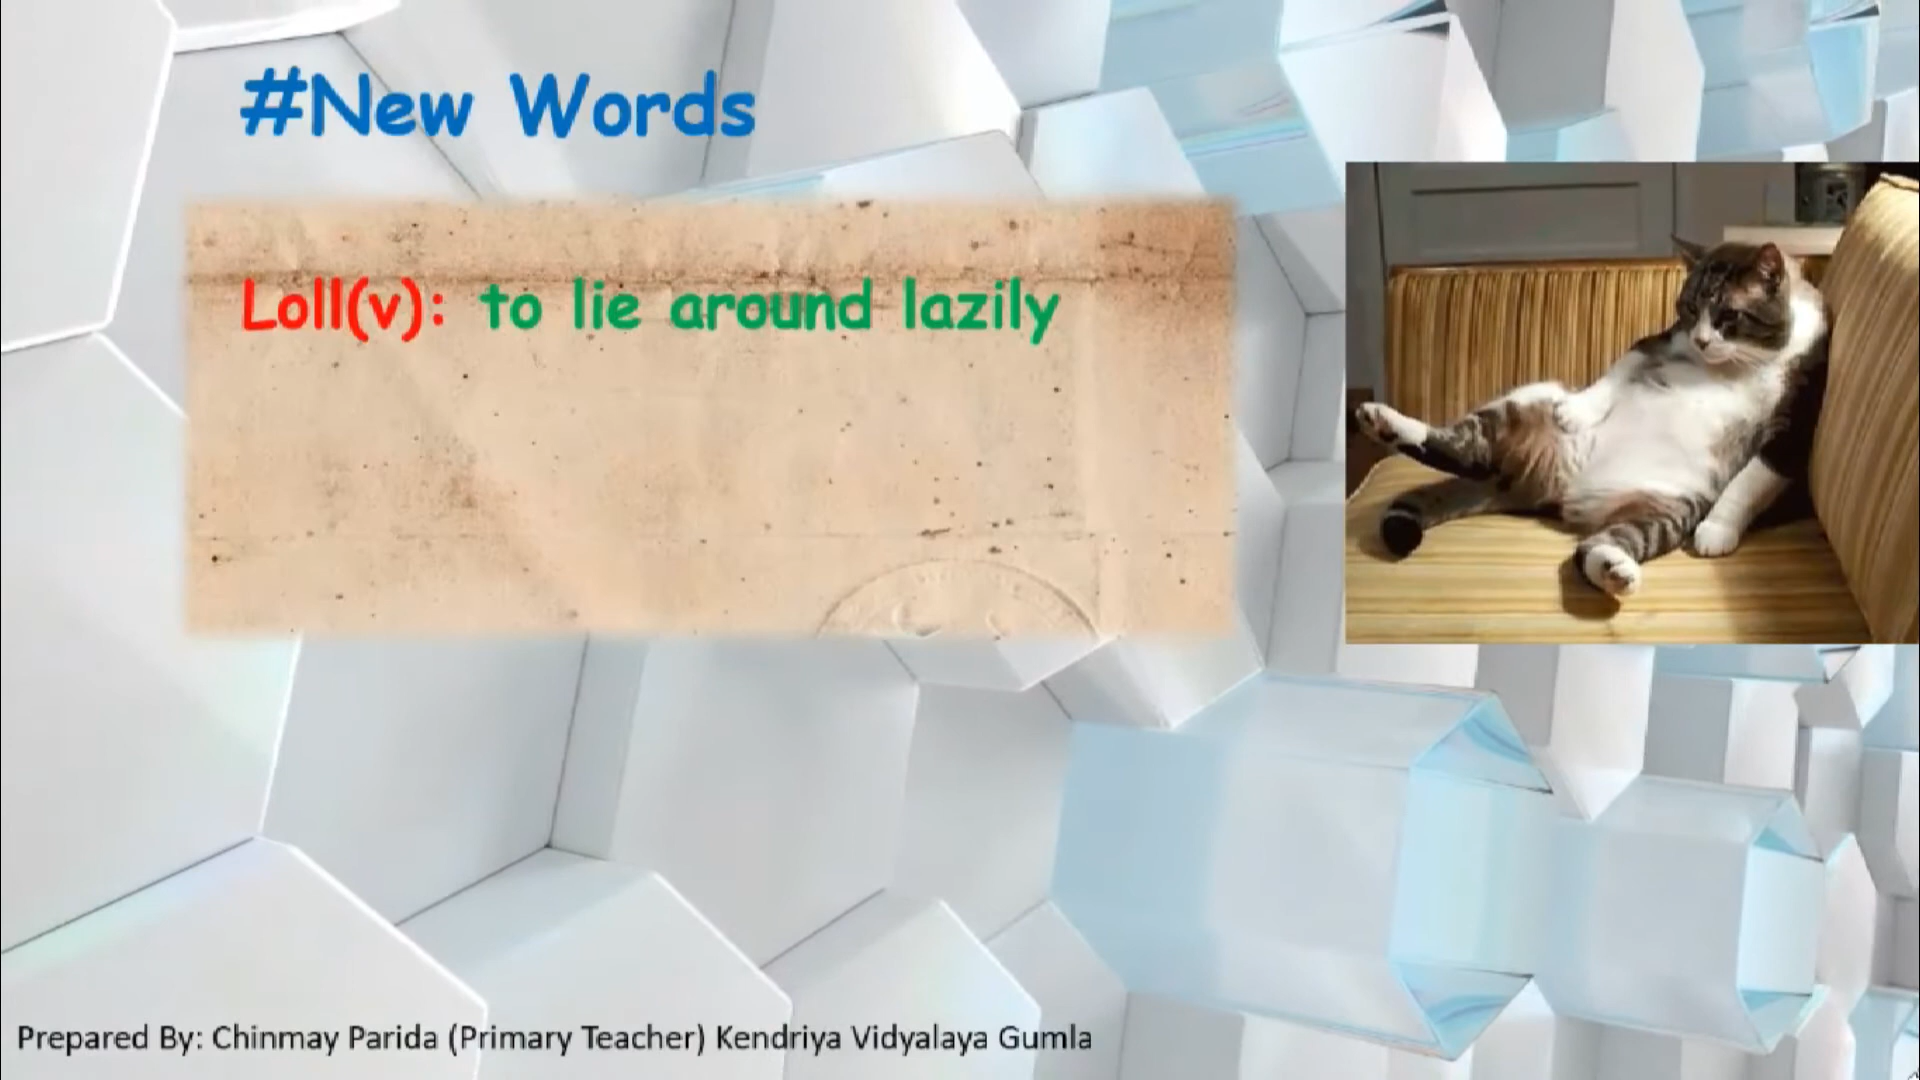 #New Words
Loll(v): to lie around lazily
Prepared By: Chinmay Parida (Primary Teacher) Kendriya Vidyalaya Gumla